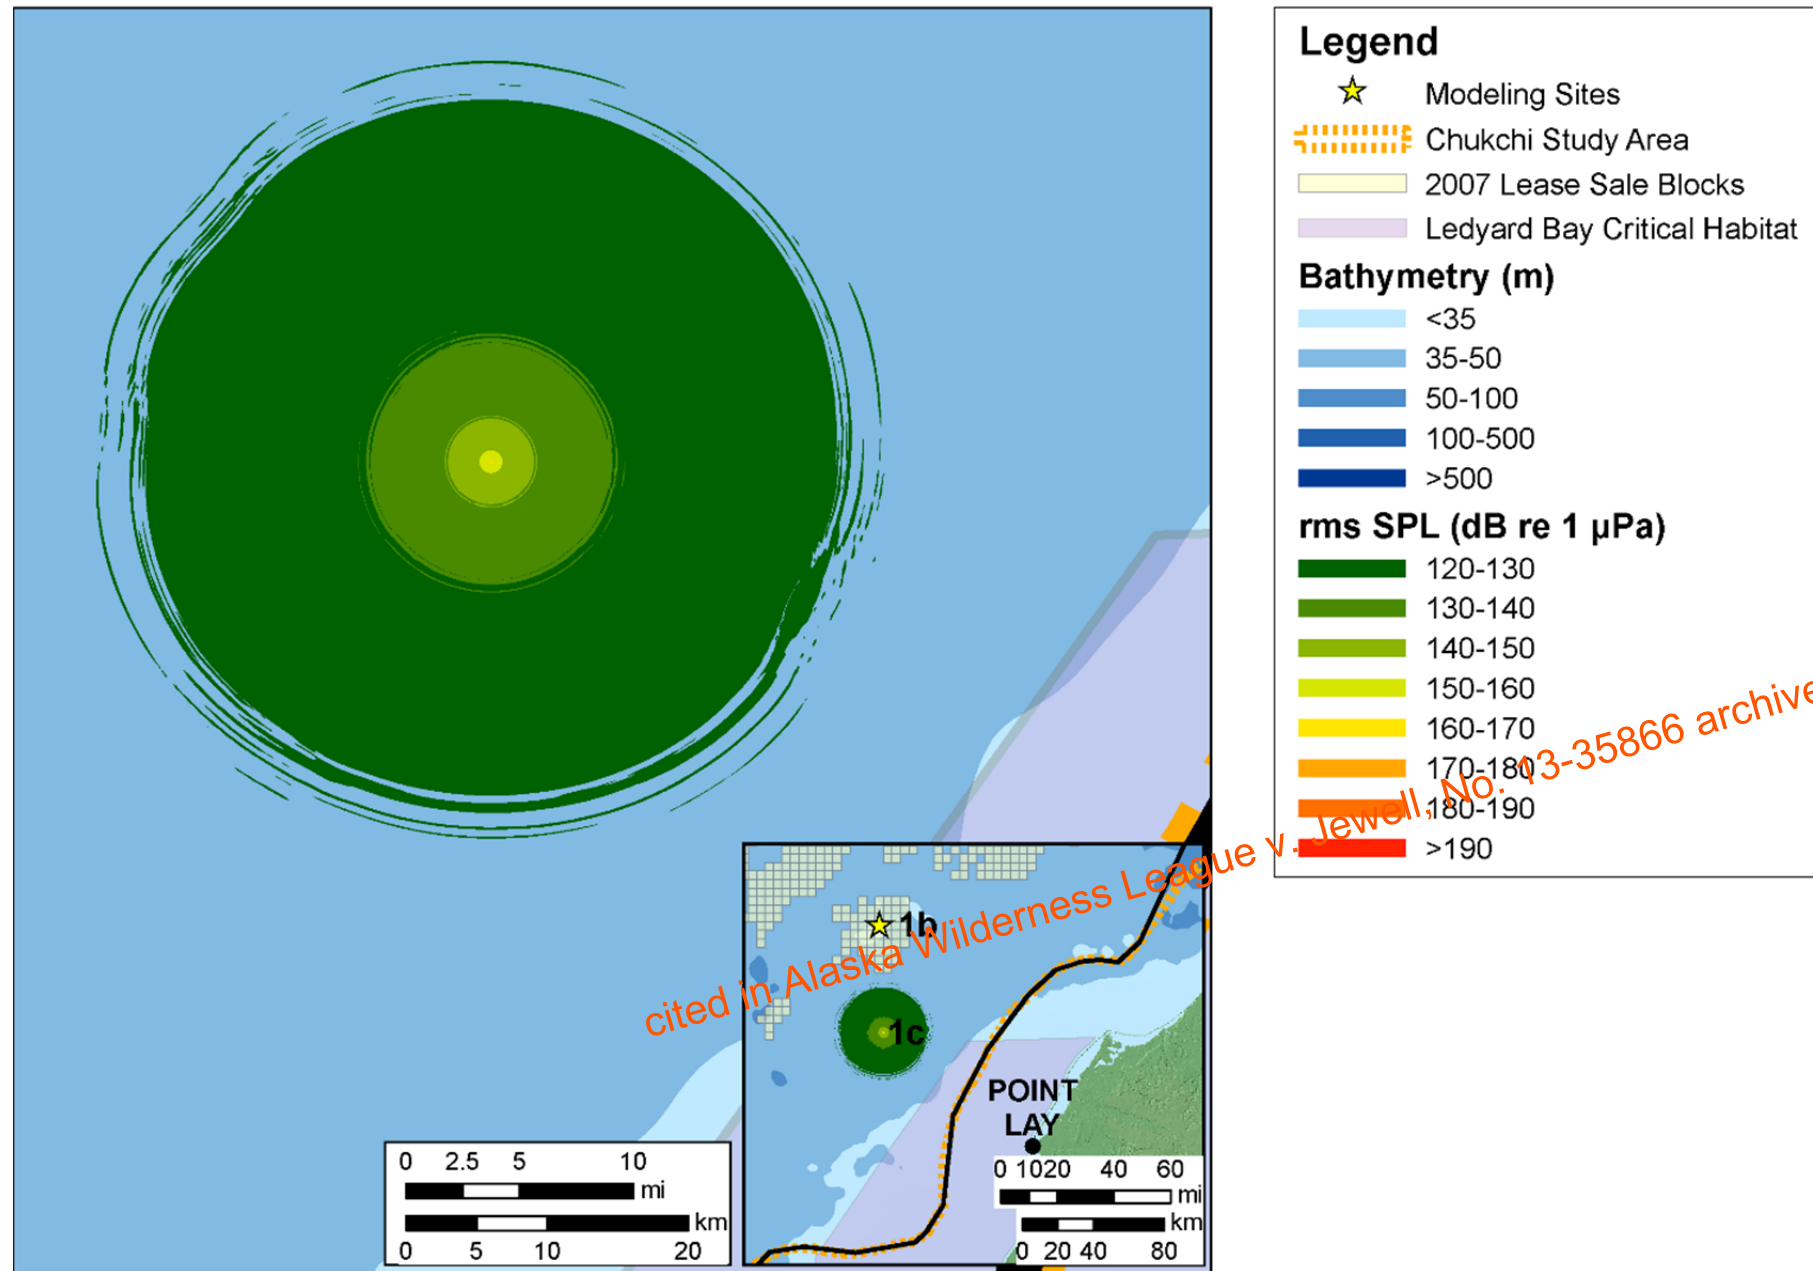 Legend
Modeling Sites
Chukchi Study Area
2007 Lease Sale Blocks
Ledyard Bay Critical Habitat
Bathymetry (m)
<35
35-50
50-100
100-500
>500
rms SPL (dB re 1 µPa)
120-130
130-140
140-150
150-160
160-170
170-180
180-190
>190
cited in Alaska Wilderness League v. Jewell, No. 13-35866 archive
1b
1c
POINT
LAY
0 10 20 40 60
mi
km
0 20 40 80
0 2.5 5 10
mi
km
0 5 10 20